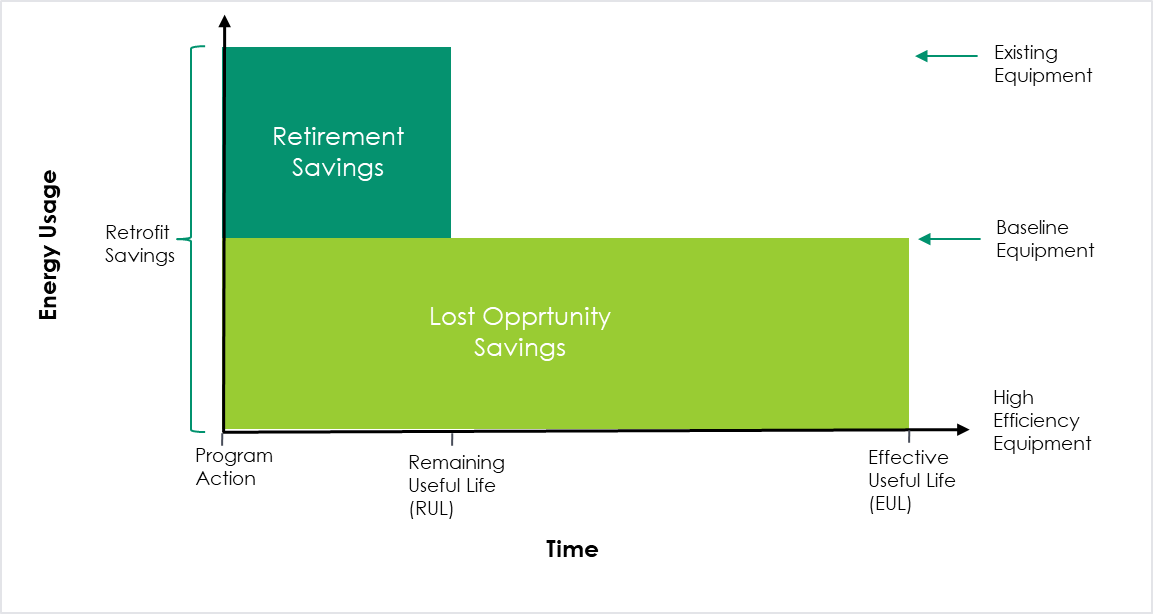 Existing
Equipment
Retirement
Savings
Energy Usage
Retrofit
Savings
Baseline
Equipment
Lost Opprtunity
Savings
High
Efficiency
Equipment
Program
Action
Remaining
Useful Life
(RUL)
Effective
Useful Life
(EUL)
Time